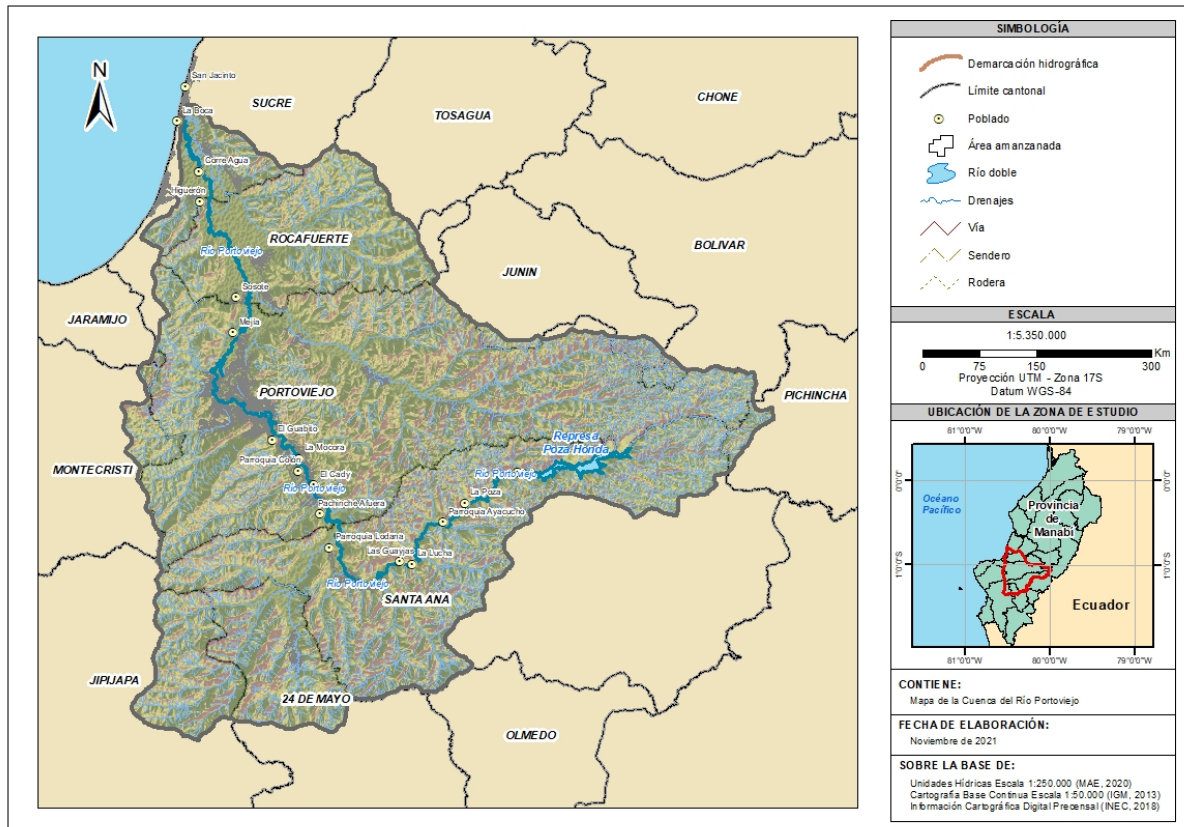 N
San Jacinto
SUCRE
La Boca
TOSAGUA
CHONE
Corre Agua
Higuerón
ROCAFUERTE
Río Portoviejo
BOLIVAR
JUNIN
Sosote
JARAMIJO
Mejía
PORTOVIEJO
PICHINCHA
El Guabito
La Mocora
Represa
Poza Honda
MONTECRISTI
Parroquia Colón
El Cady
Río Portoviejo
Río Portoviejo
La Poza
Pachinche Afuera
Parroquia Ayacucho
Parroquia Lodana
Las Guayjas
La Lucha
Río Portoviejo
SANTA ANA
JIPIJAPA
24 DE MAYO
OLMEDO
SIMBOLOGÍA
Demarcación hidrográfica
Límite cantonal
Poblado
Área amanzanada
Río doble
Drenajes
Vía
Sendero
Rodera
ESCALA
1:5.350.000
0 75 150 300 Km
Proyección UTM - Zona 17S
Datum WGS-84
UBICACIÓN DE LA ZONA DE ESTUDIO
81°0'0"W 80°0'0"W 79°0'0"W
0°0'0" 0°0'0"
Océano
Pacífico
Provincia
de
Manabí
1°0'0"S 1°0'0"S
Ecuador
81°0'0"W 80°0'0"W 79°0'0"W
CONTIENE:
Mapa de la Cuenca del Río Portoviejo
FECHA DE ELABORACIÓN:
Noviembre de 2021
SOBRE LA BASE DE:
Unidades Hídricas Escala 1:250.000 (MAE, 2020)
Cartografía Base Continua Escala 1:50.000 (IGM, 2013)
Información Cartográfica Digital Precensal (INEC, 2018)